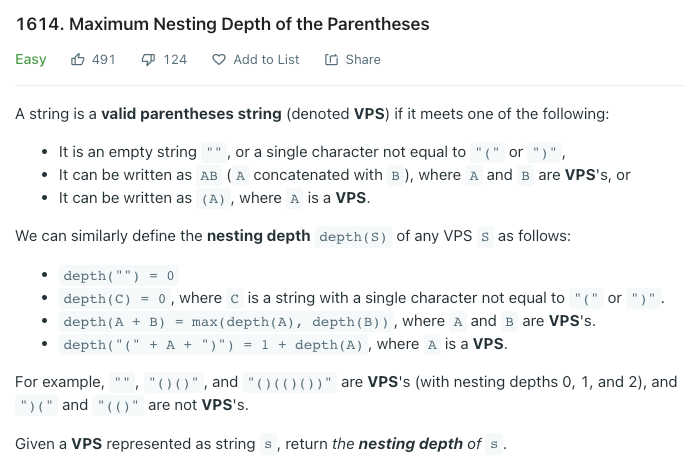 1614. Maximum Nesting Depth of the Parentheses
Easy 491 124 Add to List Share
A string is a valid parentheses string (denoted VPS) if it meets one of the following:
• It is an empty string "", or a single character not equal to "(" or ")",
• It can be written as AB (A concatenated with B), where A and B are VPS's, or
• It can be written as (A), where A is a VPS.
We can similarly define the nesting depth depth(S) of any VPS S as follows:
• depth("") = 0
• depth(C) = 0, where C is a string with a single character not equal to "(" or ")".
• depth(A + B) = max(depth(A), depth(B)), where A and B are VPS's.
• depth("(" + A + ")") = 1 + depth(A), where A is a VPS.
For example, "", "()()", and "()(()())" are VPS's (with nesting depths 0, 1, and 2), and
")(" and "(()" are not VPS's.
Given a VPS represented as string s, return the nesting depth of s.